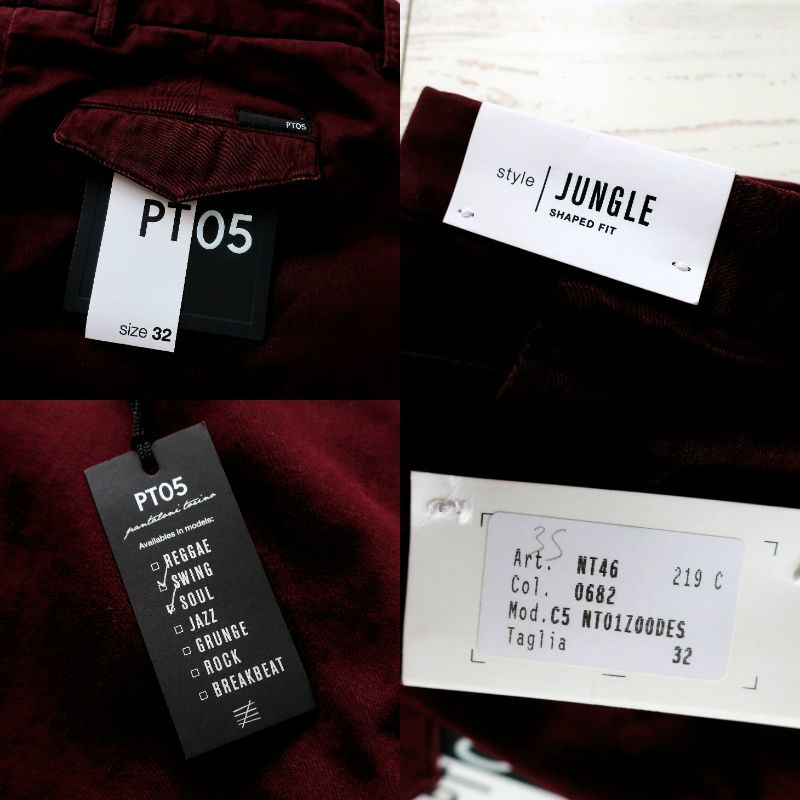 PT05
PT05
size 32
style | JUNGLE
SHAPED FIT
PT05
pantaloni torino
Availables in models:
REGGAE
SWING
SOUL
JAZZ
GRUNGE
ROCK
BREAKBEAT
35
Art. NT46 219 C
Col. 0682
Mod.C5 NT01Z00DES
Taglia 32